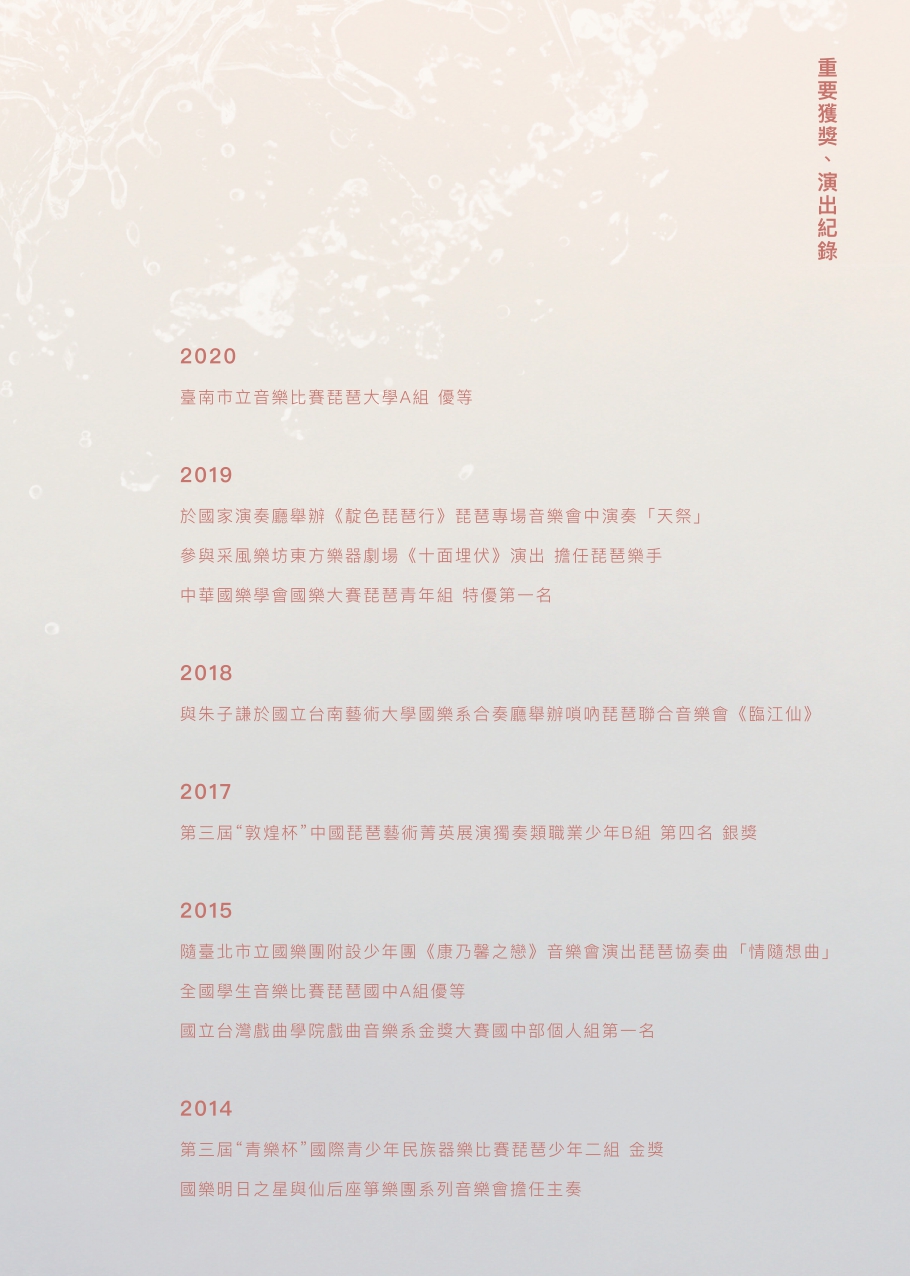 重要獲獎、演出紀錄
2020
臺南市立音樂比賽琵琶大學A組 優等
2019
於國家演奏廳舉辦《靛色琵琶行》琵琶專場音樂會中演奏「天祭」
參與采風樂坊東方樂器劇場《十面埋伏》演出 擔任琵琶樂手
中華國樂學會國樂大賽琵琶青年組 特優第一名
2018
與朱子謙於國立台南藝術大學國樂系合奏廳舉辦嗩吶琵琶聯合音樂會《臨江仙》
2017
第三屆“敦煌杯”中國琵琶藝術菁英展演獨奏類職業少年B組 第四名 銀獎
2015
隨臺北市立國樂團附設少年團《康乃馨之戀》音樂會演出琵琶協奏曲「情隨想曲」
全國學生音樂比賽琵琶國中A組優等
國立台灣戲曲學院戲曲音樂系金獎大賽國中部個人組第一名
2014
第三屆“青樂杯”國際青少年民族器樂比賽琵琶少年二組 金獎
國樂明日之星與仙后座箏樂團系列音樂會擔任主奏